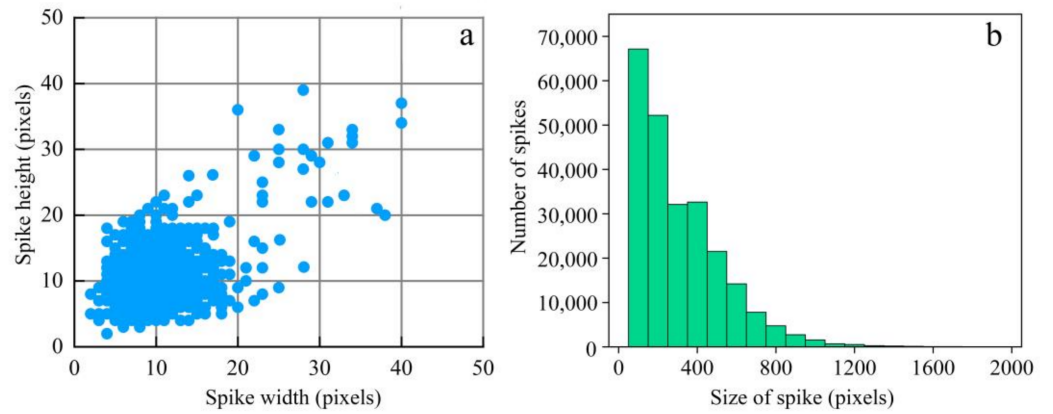 a
50
40
30
20
10
0
Spike height (pixels)
0 10 20 30 40 50
Spike width (pixels)
b
70,000
60,000
50,000
40,000
30,000
20,000
10,000
0
Number of spikes
0 400 800 1200 1600 2000
Size of spike (pixels)